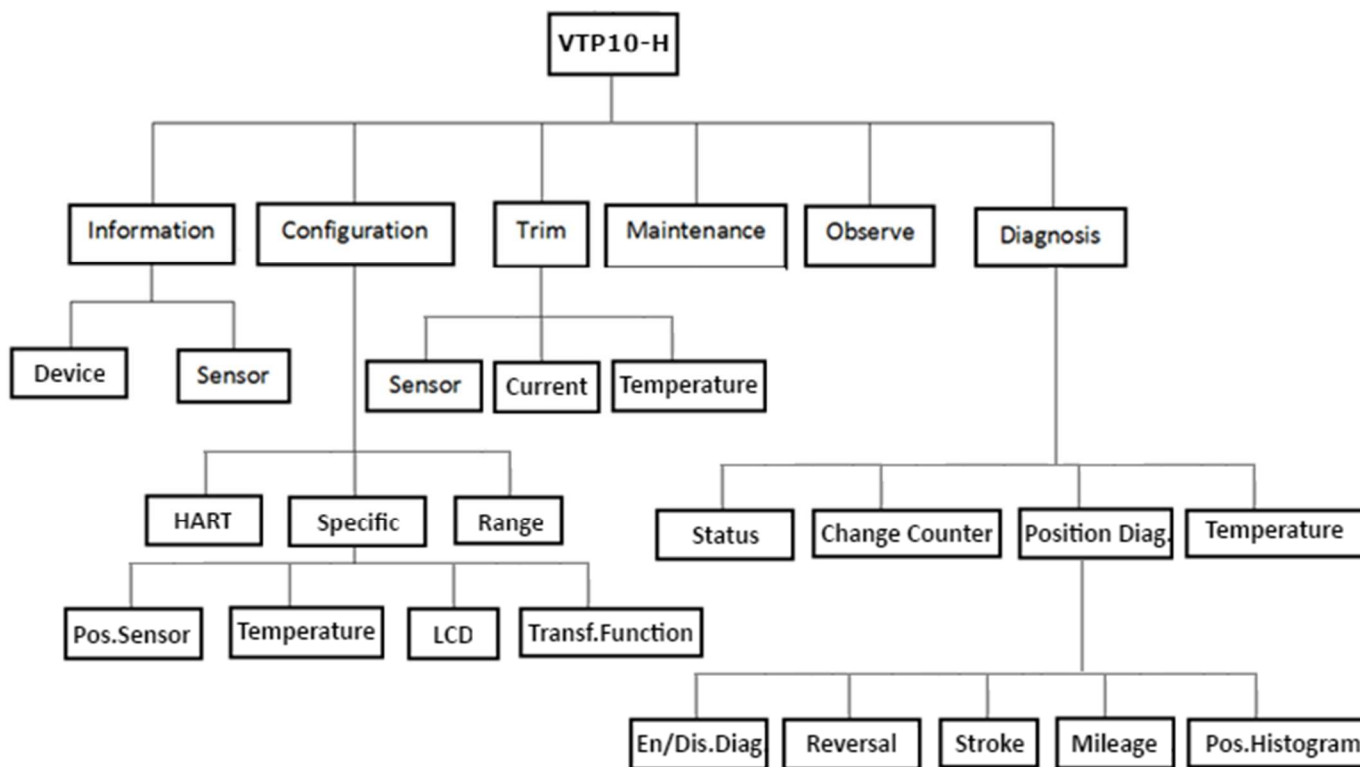 VTP10-H
Information
Configuration
Trim
Maintenance
Observe
Diagnosis
Device
Sensor
Sensor
Current
Temperature
HART
Specific
Range
Status
Change Counter
Position Diag.
Temperature
Pos.Sensor
Temperature
LCD
Transf.Function
En/Dis.Diag
Reversal
Stroke
Mileage
Pos.Histogram